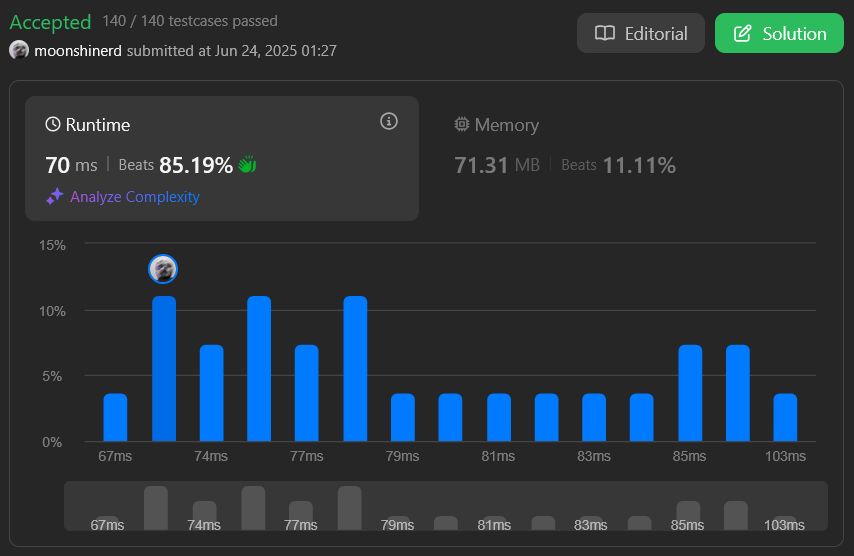 Accepted 140 / 140 testcases passed
moonshinerd submitted at Jun 24, 2025 01:27
Editorial
Solution
Runtime
70 ms | Beats 85.19%
Analyze Complexity
Memory
71.31 MB | Beats 11.11%
15%
10%
5%
0%
67ms 74ms 77ms 79ms 81ms 83ms 85ms 103ms
67ms 74ms 77ms 79ms 81ms 83ms 85ms 103ms